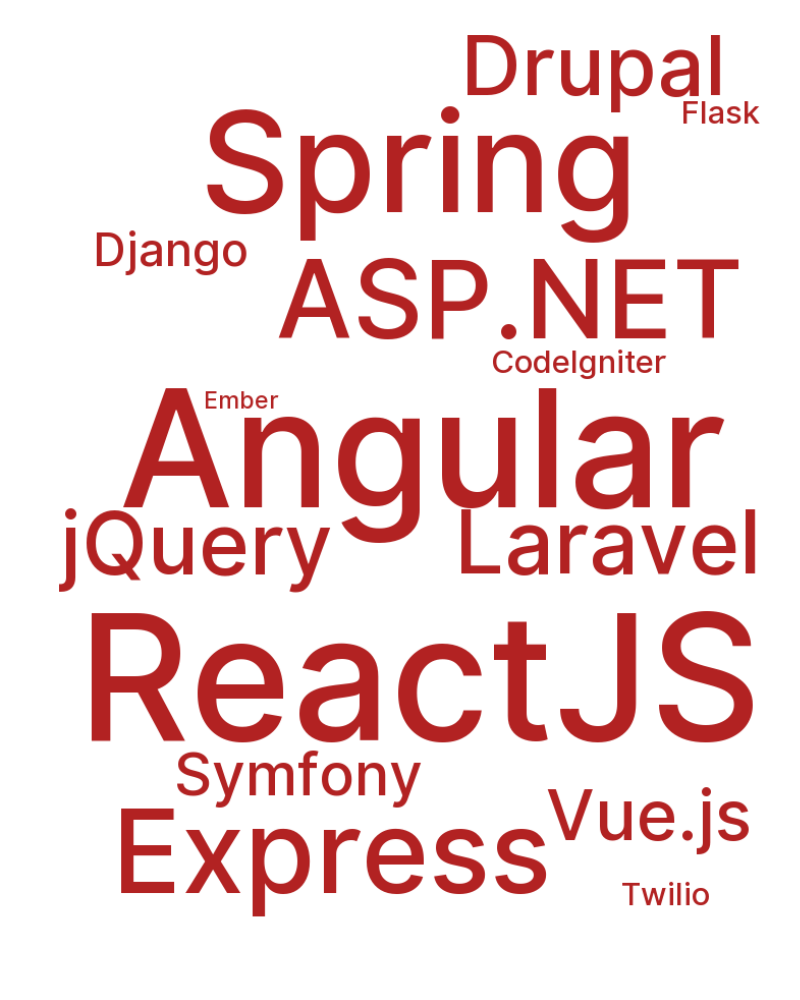 Drupal
Flask
Spring
Django
ASP.NET
CodeIgniter
Ember
Angular
jQuery
Laravel
ReactJS
Symfony
Vue.js
Express
Twilio